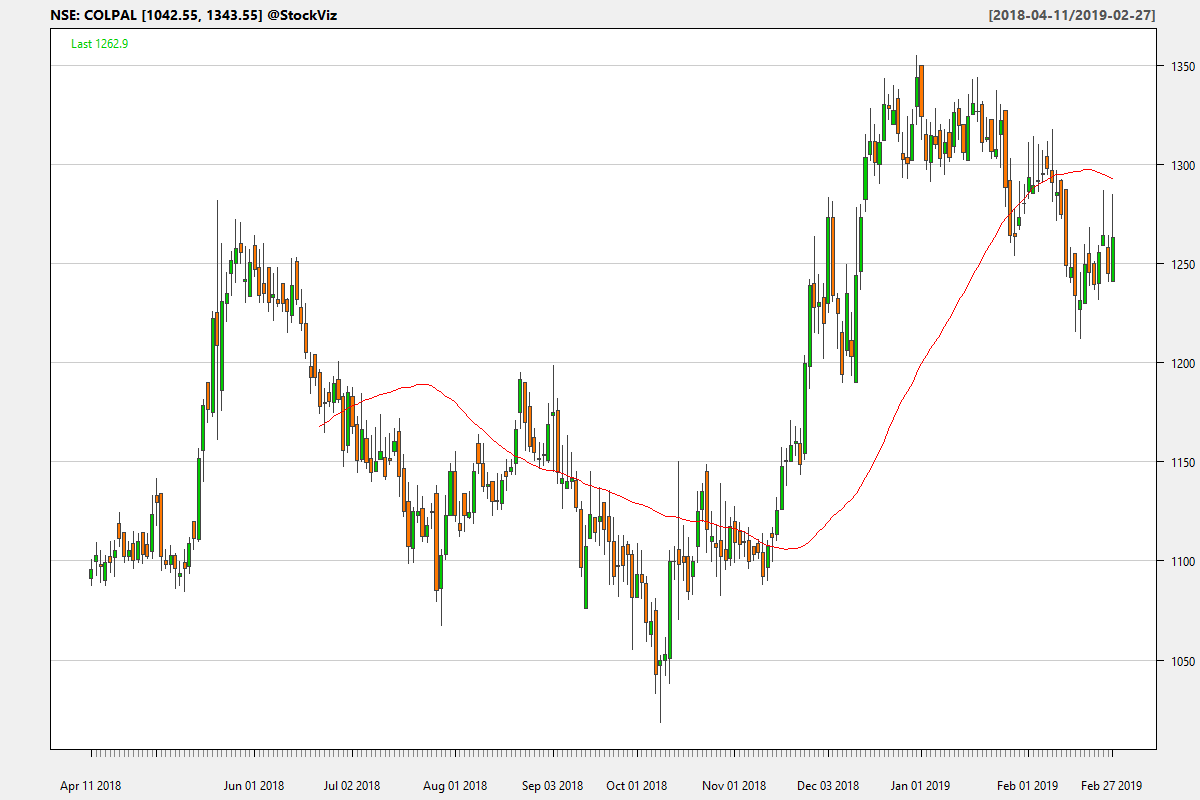 NSE: COLPAL [1042.55, 1343.55] @StockViz [2018-04-11/2019-02-27]
Last 1262.9
1350
1300
1250
1200
1150
1100
1050
Apr 11 2018 Jun 01 2018 Jul 02 2018 Aug 01 2018 Sep 03 2018 Oct 01 2018 Nov 01 2018 Dec 03 2018 Jan 01 2019 Feb 01 2019 Feb 27 2019